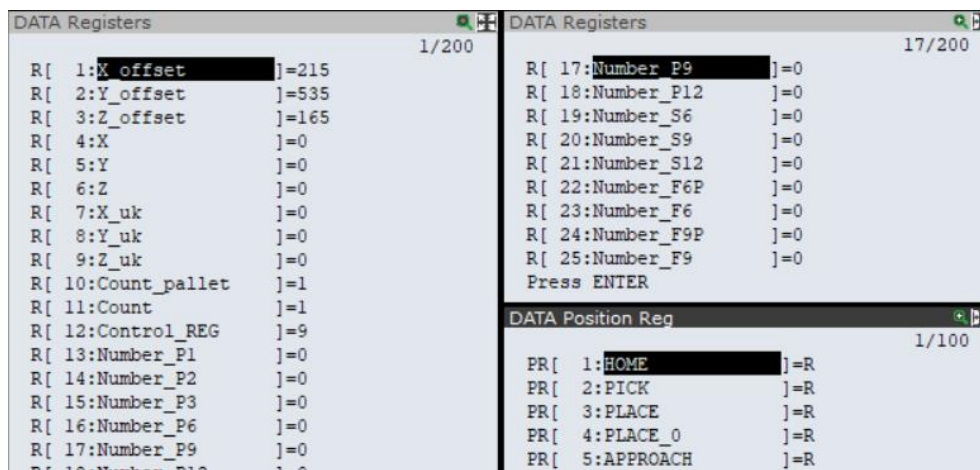 DATA Registers
1/200
R[ 1:X_offset ]=215
R[ 2:Y_offset ]=535
R[ 3:Z_offset ]=165
R[ 4:X ]=0
R[ 5:Y ]=0
R[ 6:Z ]=0
R[ 7:X_uk ]=0
R[ 8:Y_uk ]=0
R[ 9:Z_uk ]=0
R[ 10:Count_pallet ]=1
R[ 11:Count ]=1
R[ 12:Control_REG ]=9
R[ 13:Number_P1 ]=0
R[ 14:Number_P2 ]=0
R[ 15:Number_P3 ]=0
R[ 16:Number_P6 ]=0
R[ 17:Number_P9 ]=0
DATA Registers
17/200
R[ 17:Number_P9 ]=0
R[ 18:Number_P12 ]=0
R[ 19:Number_S6 ]=0
R[ 20:Number_S9 ]=0
R[ 21:Number_S12 ]=0
R[ 22:Number_F6P ]=0
R[ 23:Number_F6 ]=0
R[ 24:Number_F9P ]=0
R[ 25:Number_F9 ]=0
Press ENTER
DATA Position Reg
1/100
PR[ 1:HOME ]=R
PR[ 2:PICK ]=R
PR[ 3:PLACE ]=R
PR[ 4:PLACE_0 ]=R
PR[ 5:APPROACH ]=R